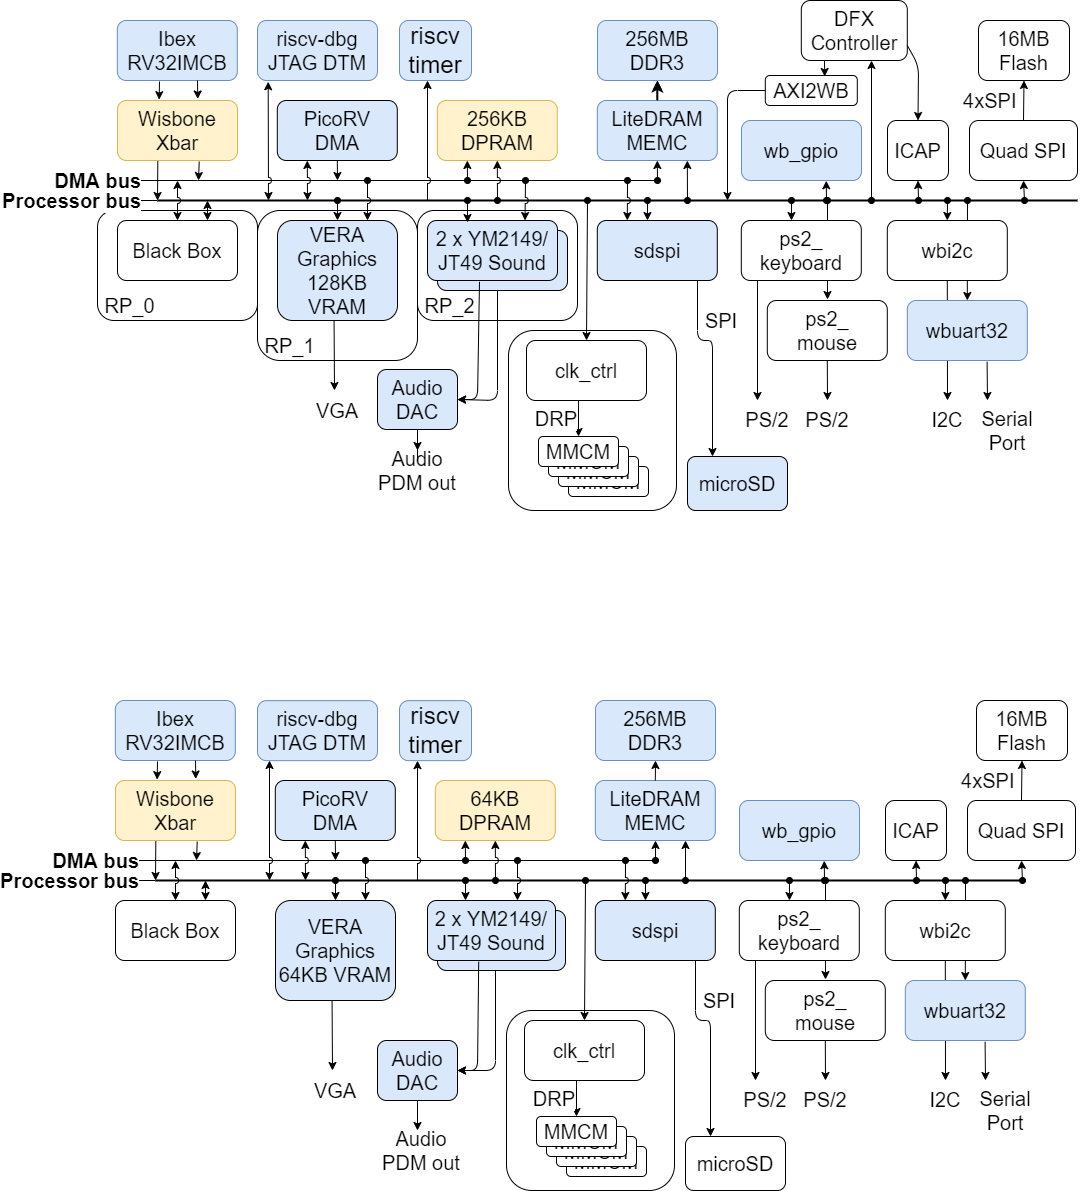 Ibex
RV32IMCB
riscv-dbg
JTAG DTM
riscv
timer
256MB
DDR3
DFX
Controller
16MB
Flash
AXI2WB
4xSPI
Wisbone
Xbar
PicoRV
DMA
256KB
DPRAM
LiteDRAM
MEMC
wb_gpio
ICAP
Quad SPI
DMA bus
Processor bus
Black Box
RP_0
VERA
Graphics
128KB
VRAM
RP_1
2 x YM2149/
JT49 Sound
RP_2
sdspi
ps2_
keyboard
wbi2c
SPI
ps2_
mouse
wbuart32
clk_ctrl
DRP
MMCM
VGA
Audio
DAC
Audio
PDM out
microSD
PS/2
PS/2
I2C
Serial
Port
Ibex
RV32IMCB
riscv-dbg
JTAG DTM
riscv
timer
256MB
DDR3
16MB
Flash
4xSPI
Wisbone
Xbar
PicoRV
DMA
64KB
DPRAM
LiteDRAM
MEMC
wb_gpio
ICAP
Quad SPI
DMA bus
Processor bus
Black Box
VERA
Graphics
64KB VRAM
2 x YM2149/
JT49 Sound
sdspi
ps2_
keyboard
wbi2c
SPI
ps2_
mouse
wbuart32
clk_ctrl
DRP
MMCM
VGA
Audio
DAC
Audio
PDM out
microSD
PS/2
PS/2
I2C
Serial
Port